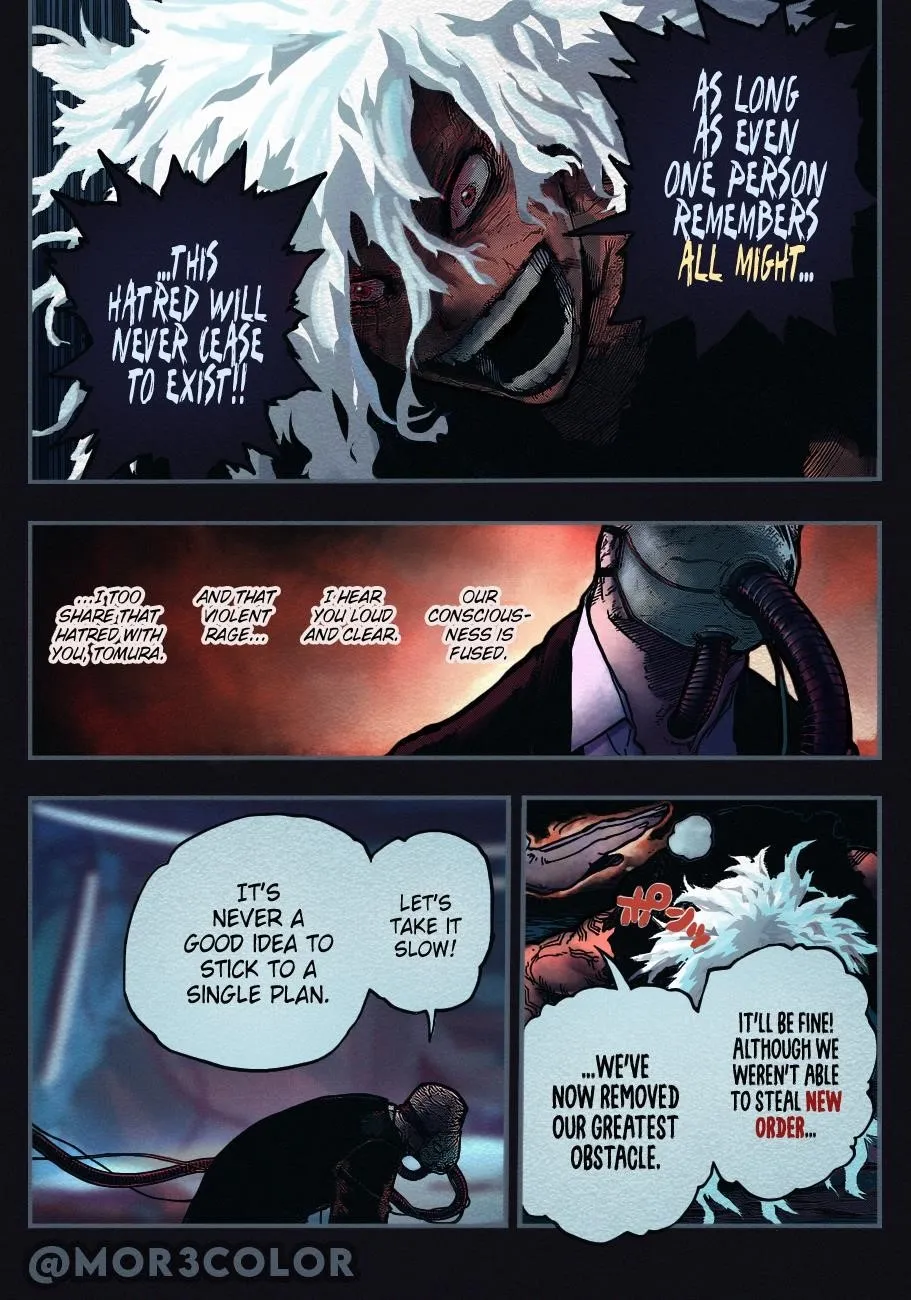 AS LONG
AS EVEN
ONE PERSON
REMEMBERS
ALL MIGHT...
...THIS
HATRED WILL
NEVER CEASE
TO EXIST!!
OUR
CONSCIOUS-
NESS IS
FUSED.
I HEAR
YOU LOUD
AND CLEAR.
AND THAT
VIOLENT
RAGE...
...I TOO
SHARE THAT
HATRED WITH
YOU, TOMURA.
ポンッ
IT'LL BE FINE!
ALTHOUGH WE
WEREN'T ABLE
TO STEAL NEW
ORDER...
...WE'VE
NOW REMOVED
OUR GREATEST
OBSTACLE.
LET'S
TAKE IT
SLOW!
IT'S
NEVER A
GOOD IDEA TO
STICK TO A
SINGLE PLAN.
@MOR3COLOR